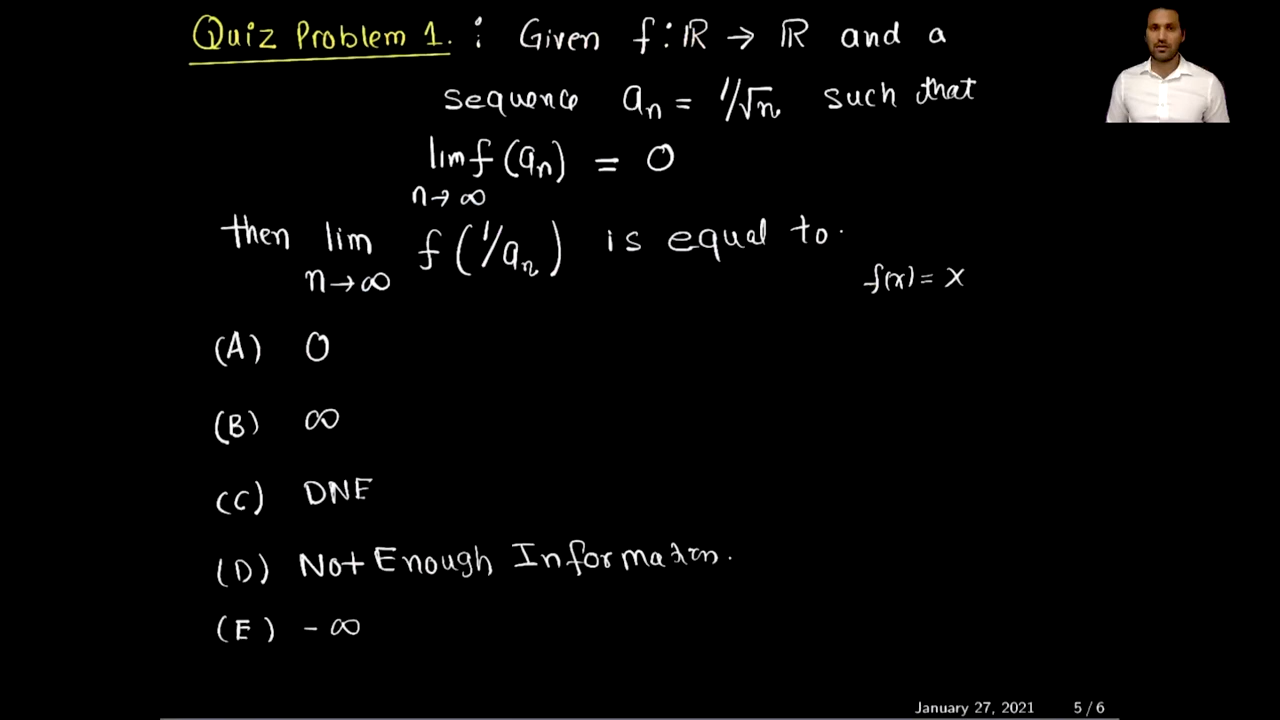 Quiz Problem 1. : Given f: ℝ → ℝ and a
sequence aₙ = 1/√n such that
lim f(aₙ) = 0
n→∞
then lim f(1/aₙ) is equal to.
n→∞
f(x) = x
(A) 0
(B) ∞
(C) DNE
(D) Not Enough Information.
(E) - ∞
January 27, 2021 5 / 6